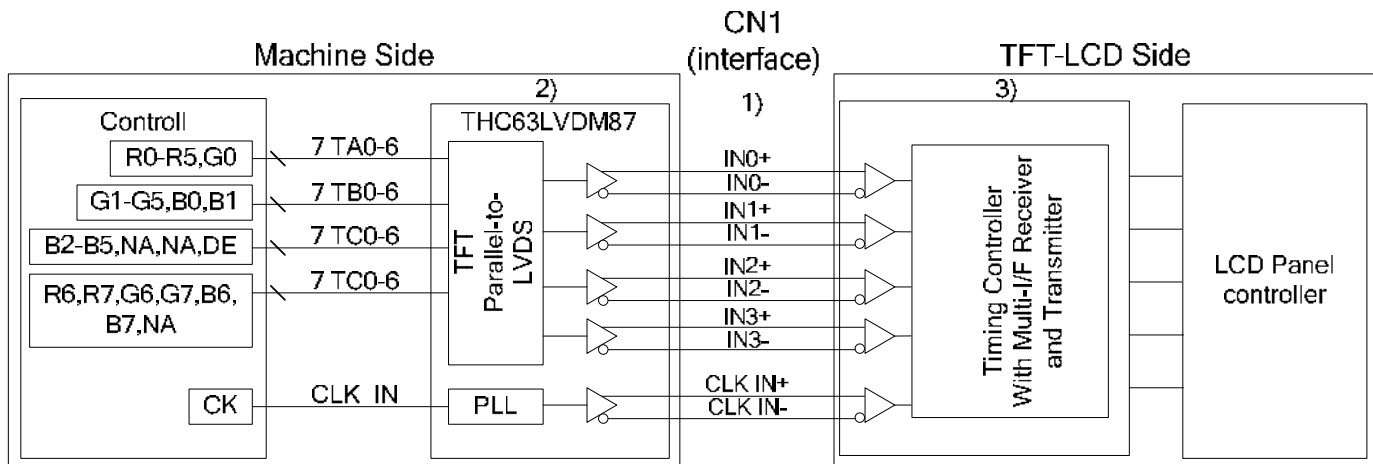 CN1
(interface)
Machine Side
TFT-LCD Side
1)
2)
3)
Controll
THC63LVDM87
R0-R5,G0
7 TA0-6
G1-G5,B0,B1
7 TB0-6
B2-B5,NA,NA,DE
7 TC0-6
R6,R7,G6,G7,B6,
B7,NA
7 TC0-6
CK
CLK IN
TFT
Parallel-to-
LVDS
PLL
IN0+
IN0-
IN1+
IN1-
IN2+
IN2-
IN3+
IN3-
CLK IN+
CLK IN-
Timing Controller
With Multi-I/F Receiver
and Transmitter
LCD Panel
controller